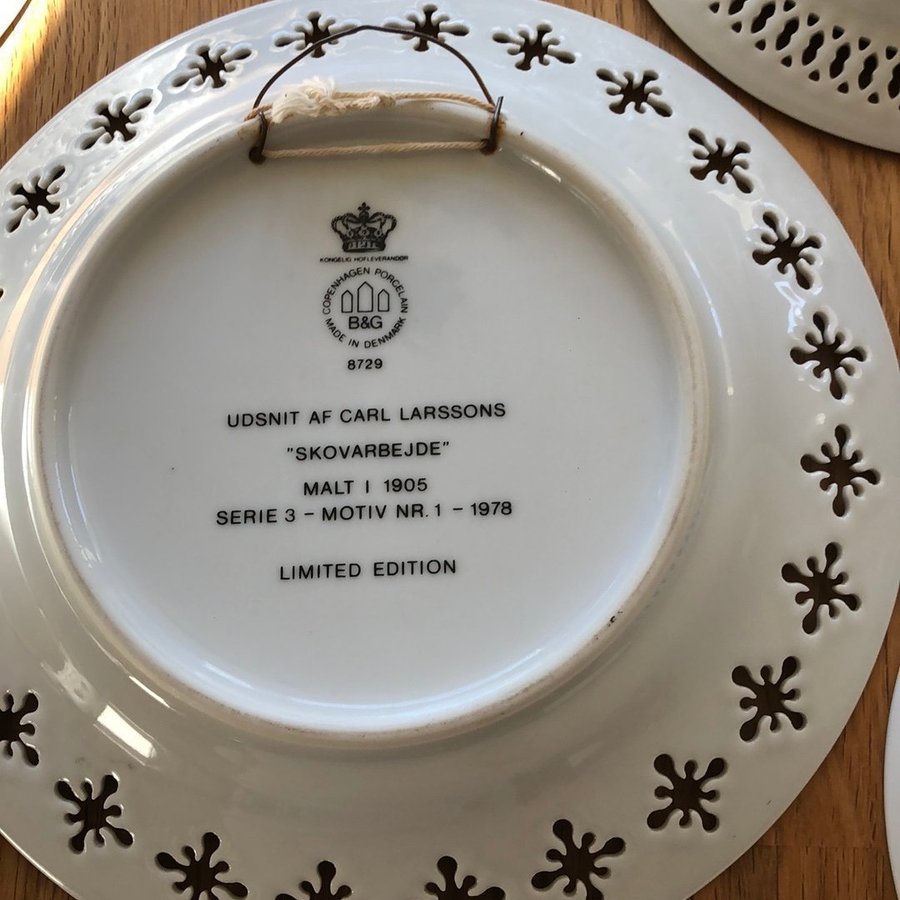 KONGELIG HOFLEVERANDØR
COPENHAGEN PORCELAIN
B&G
MADE IN DENMARK
8729
UDSNIT AF CARL LARSSONS
"SKOVARBEJDE"
MALT I 1905
SERIE 3 - MOTIV NR. 1 - 1978
LIMITED EDITION